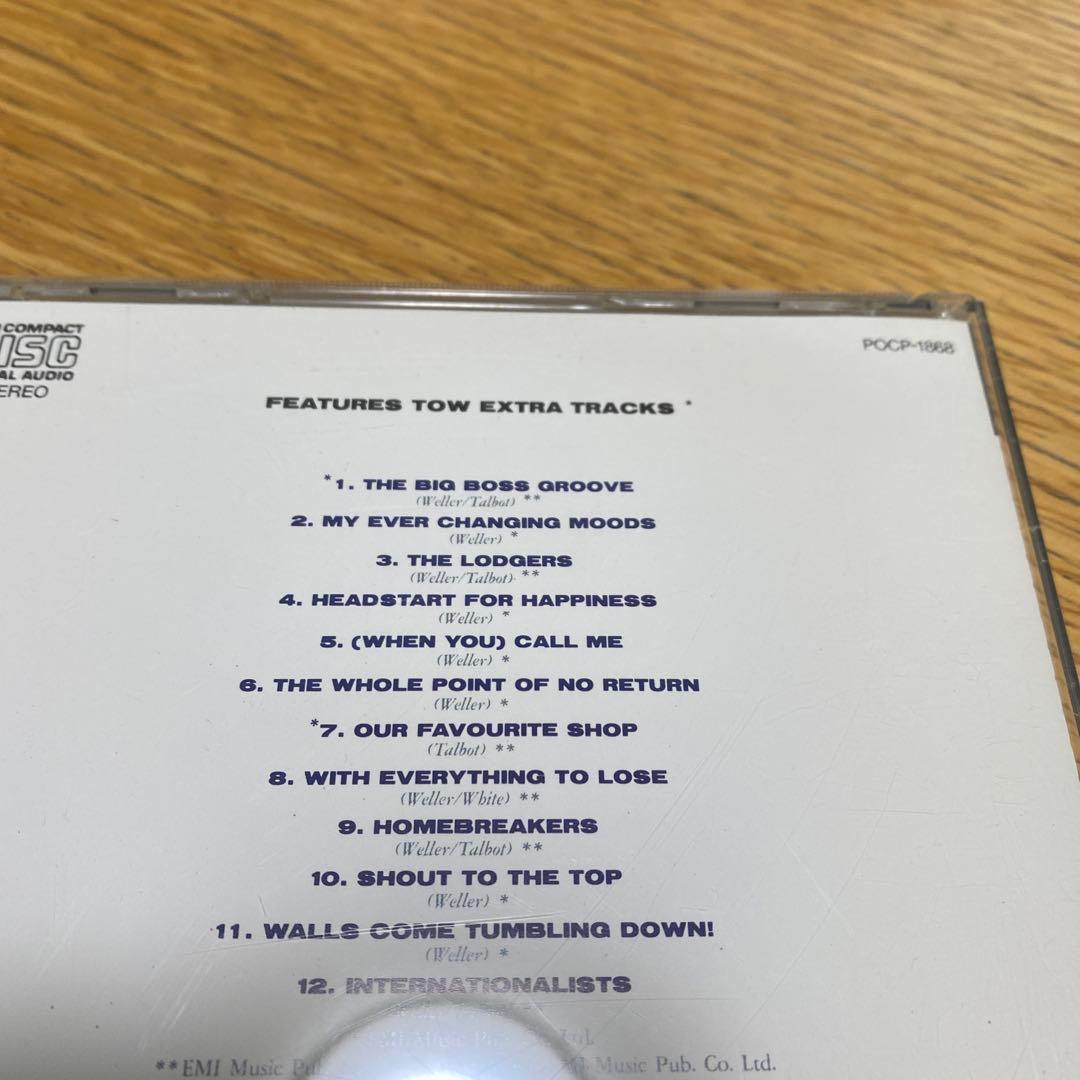 COMPACT
DISC
AL AUDIO
EREO
POCP-1868
FEATURES TOW EXTRA TRACKS *
*1. THE BIG BOSS GROOVE
(Weller/Talbot) **
2. MY EVER CHANGING MOODS
(Weller) *
3. THE LODGERS
(Weller/Talbot) **
4. HEADSTART FOR HAPPINESS
(Weller) *
5. (WHEN YOU) CALL ME
(Weller) *
6. THE WHOLE POINT OF NO RETURN
(Weller) *
*7. OUR FAVOURITE SHOP
(Talbot) **
8. WITH EVERYTHING TO LOSE
(Weller/White) **
9. HOMEBREAKERS
(Weller/Talbot) **
10. SHOUT TO THE TOP
(Weller) *
11. WALLS COME TUMBLING DOWN!
(Weller) *
12. INTERNATIONALISTS
EMI Music Ltd.
**EMI Music Music Pub. Co. Ltd.